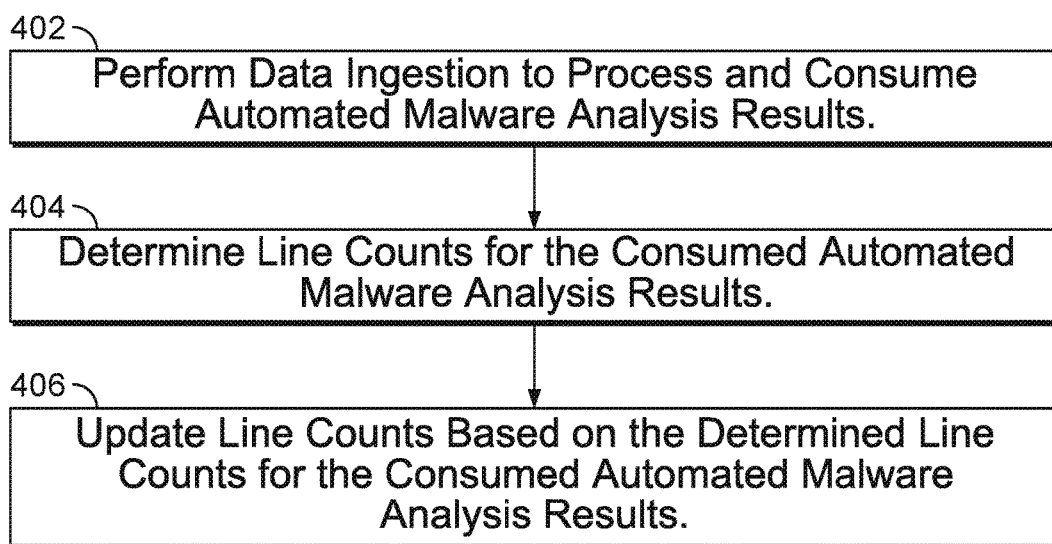 402
Perform Data Ingestion to Process and Consume
Automated Malware Analysis Results.
404
Determine Line Counts for the Consumed Automated
Malware Analysis Results.
406
Update Line Counts Based on the Determined Line
Counts for the Consumed Automated Malware
Analysis Results.